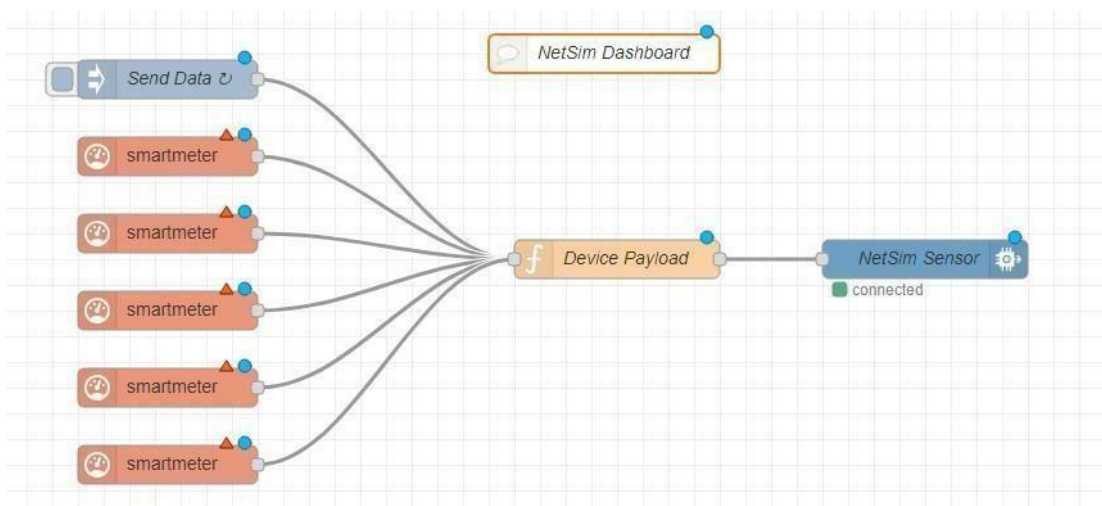 NetSim Dashboard
Send Data ↻
smartmeter
smartmeter
Device Payload
NetSim Sensor
connected
smartmeter
smartmeter
smartmeter